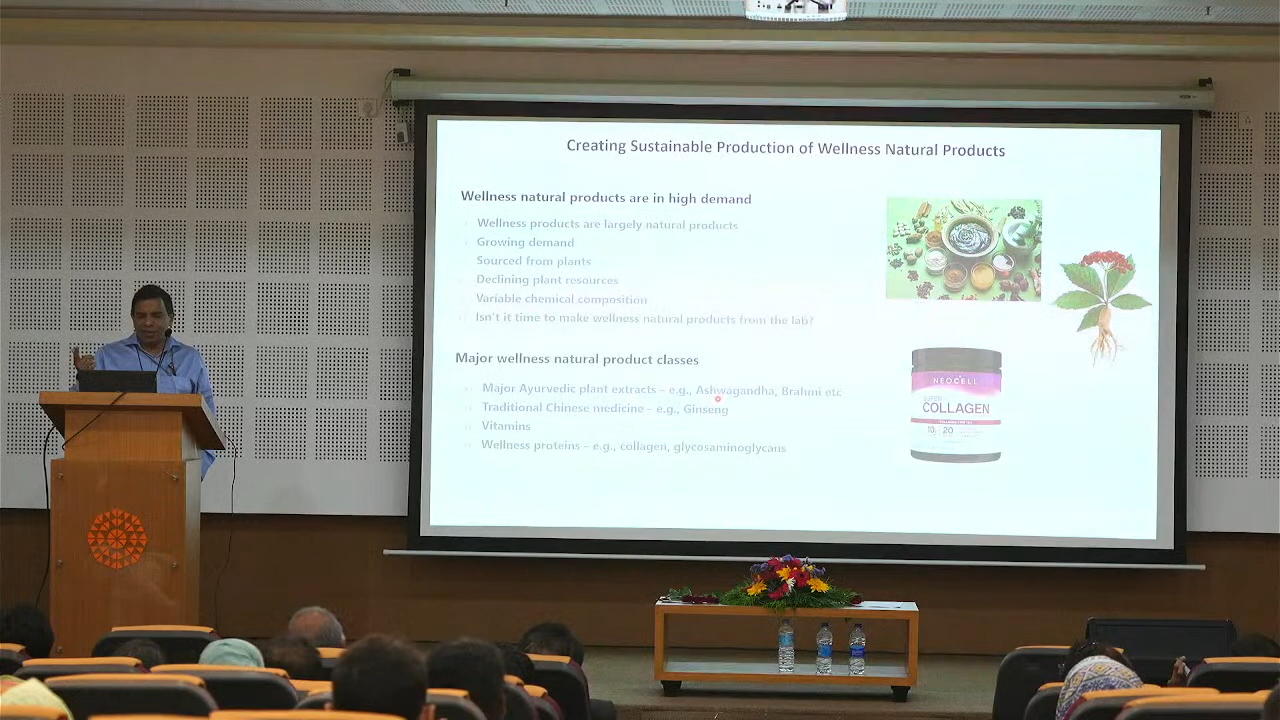 Creating Sustainable Production of Wellness Natural Products
Wellness natural products are in high demand
Wellness products are largely natural products
Growing demand
Sourced from plants
Declining plant resources
Variable chemical composition
Isn't it time to make wellness natural products from the lab?
Major wellness natural product classes
Major Ayurvedic plant extracts – e.g., Ashwagandha, Brahmi etc
Traditional Chinese medicine – e.g., Ginseng
Vitamins
Wellness proteins – e.g., collagen, glycosaminoglycans
NEOCELL
SUPER
COLLAGEN
20